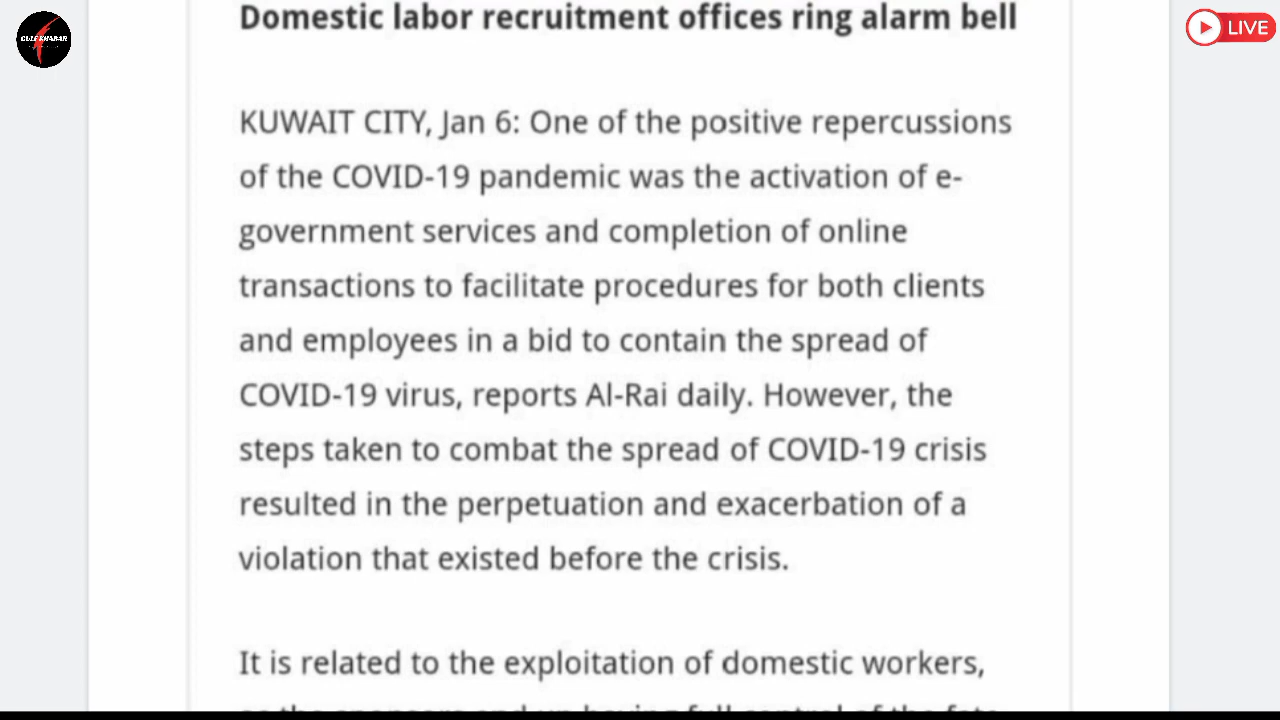 Domestic labor recruitment offices ring alarm bell
GULF KHABAR
LIVE
KUWAIT CITY, Jan 6: One of the positive repercussions
of the COVID-19 pandemic was the activation of e-
government services and completion of online
transactions to facilitate procedures for both clients
and employees in a bid to contain the spread of
COVID-19 virus, reports Al-Rai daily. However, the
steps taken to combat the spread of COVID-19 crisis
resulted in the perpetuation and exacerbation of a
violation that existed before the crisis.
It is related to the exploitation of domestic workers,